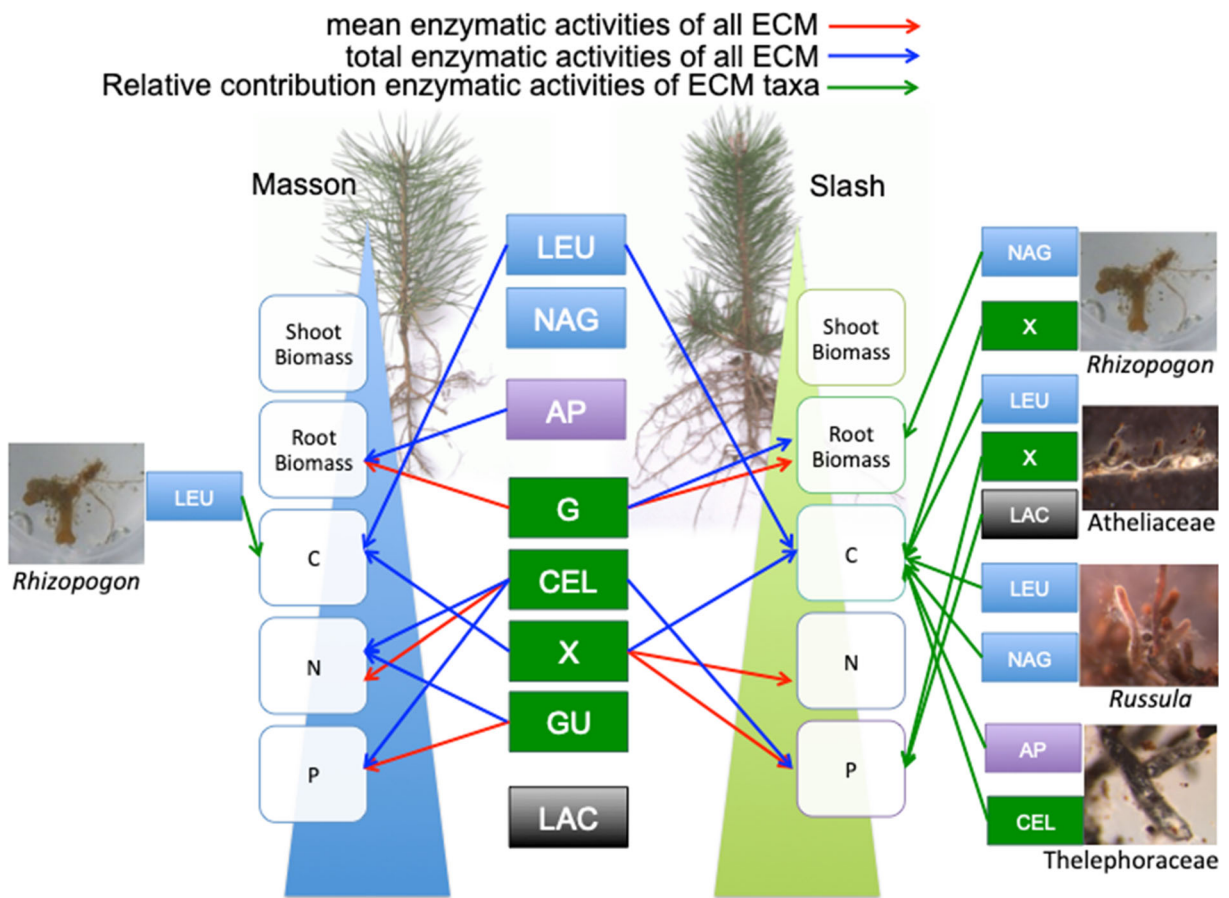 mean enzymatic activities of all ECM
total enzymatic activities of all ECM
Relative contribution enzymatic activities of ECM taxa
Masson
Slash
Shoot
Biomass
Root
Biomass
C
N
P
LEU
Rhizopogon
LEU
NAG
AP
G
CEL
X
GU
LAC
Shoot
Biomass
Root
Biomass
C
N
P
NAG
X
Rhizopogon
LEU
X
LAC
Atheliaceae
LEU
NAG
Russula
AP
CEL
Thelephoraceae